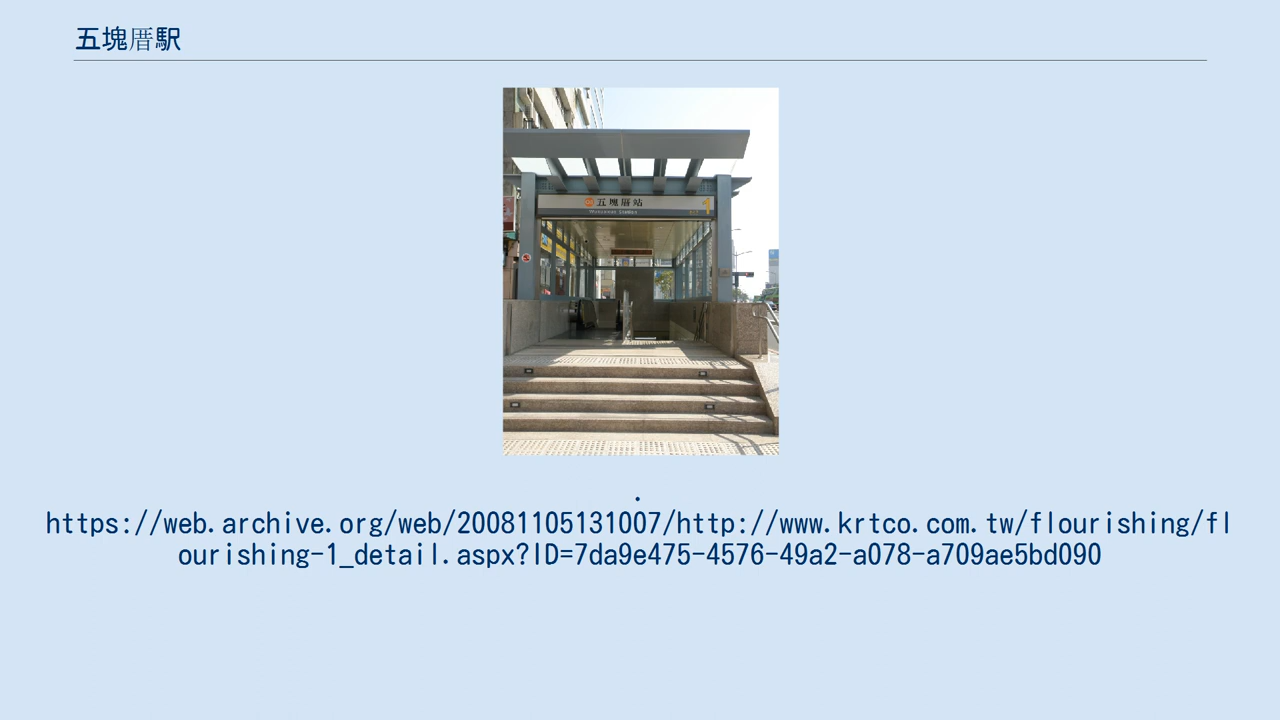 五塊厝駅
五塊厝站
1
.
https://web.archive.org/web/20081105131007/http://www.krtco.com.tw/flourishing/fl
ourishing-1_detail.aspx?ID=7da9e475-4576-49a2-a078-a709ae5bd090